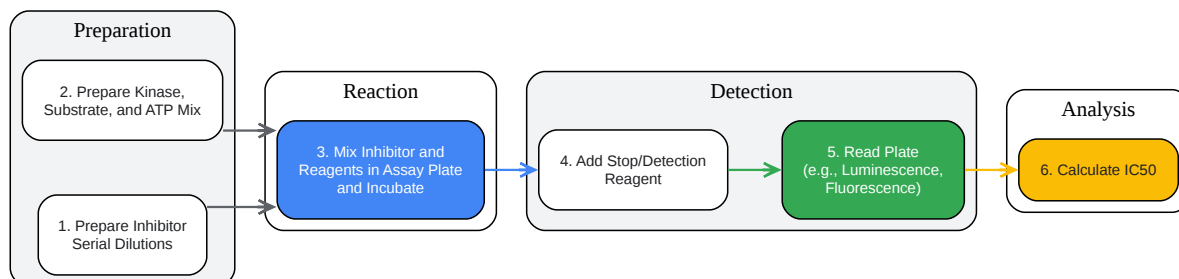 Preparation
2. Prepare Kinase,
Substrate, and ATP Mix
1. Prepare Inhibitor
Serial Dilutions
Reaction
3. Mix Inhibitor and
Reagents in Assay Plate
and Incubate
Detection
4. Add Stop/Detection
Reagent
5. Read Plate
(e.g., Luminescence,
Fluorescence)
Analysis
6. Calculate IC50